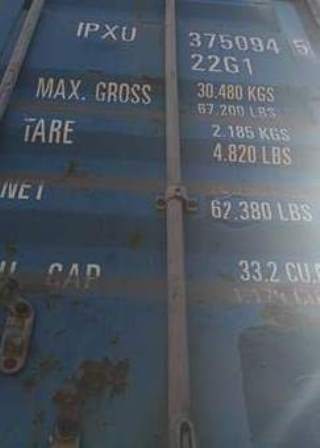 IPXU 375094 5
22G1
MAX. GROSS 30.480 KGS
67.200 LBS
TARE 2.185 KGS
4.820 LBS
NET
62.380 LBS
CAP 33.2 CU.